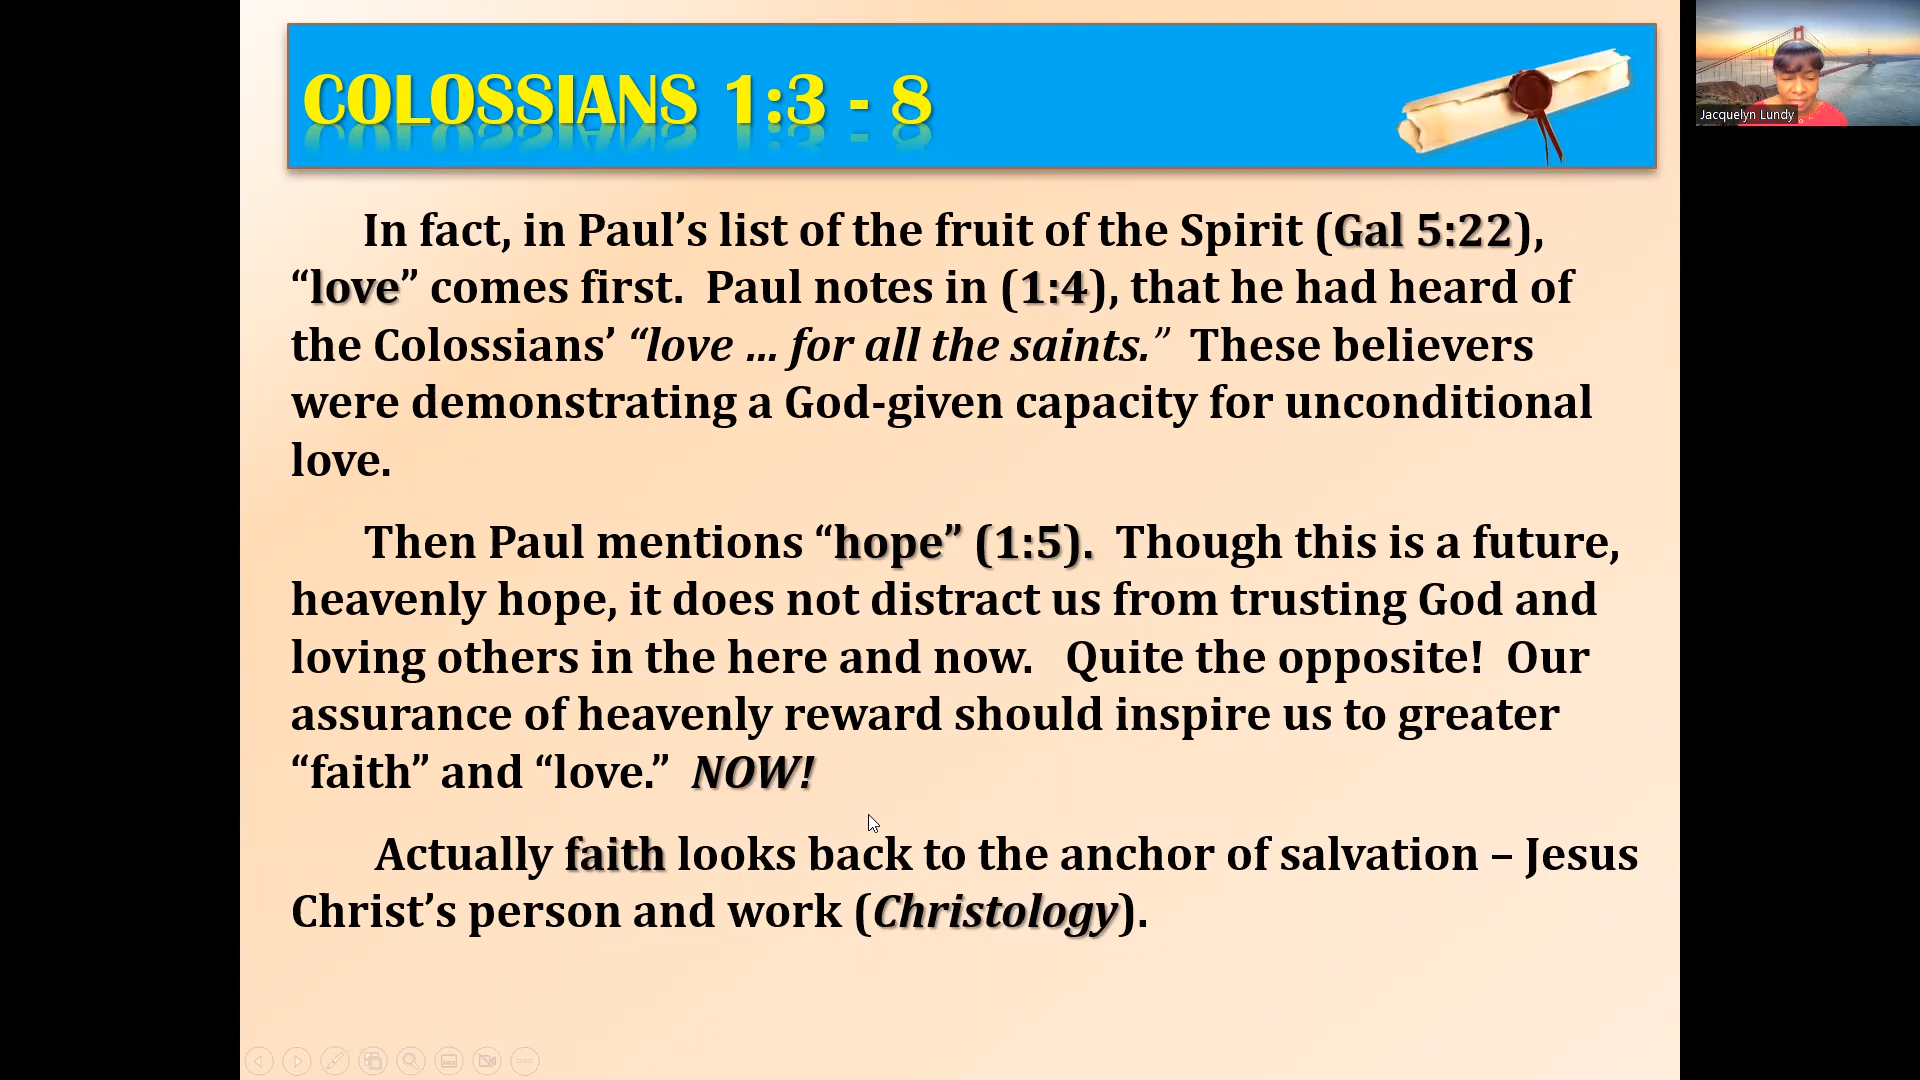 COLOSSIANS 1:3 - 8
Jacquelyn Lundy
In fact, in Paul’s list of the fruit of the Spirit (Gal 5:22),
“love” comes first.  Paul notes in (1:4), that he had heard of
the Colossians’ “love ... for all the saints.”  These believers
were demonstrating a God-given capacity for unconditional
love.
Then Paul mentions “hope” (1:5).  Though this is a future,
heavenly hope, it does not distract us from trusting God and
loving others in the here and now.   Quite the opposite!  Our
assurance of heavenly reward should inspire us to greater
“faith” and “love.”  NOW!
Actually faith looks back to the anchor of salvation – Jesus
Christ’s person and work (Christology).